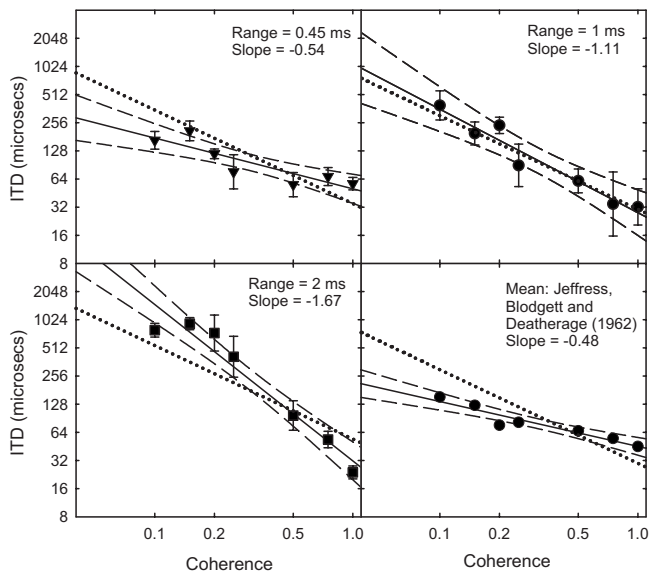 Range = 0.45 ms
Slope = -0.54
Range = 1 ms
Slope = -1.11
2048
1024
512
256
128
64
32
16
8
ITD (microsecs)
Range = 2 ms
Slope = -1.67
Mean: Jeffress,
Blodgett and
Deatherage (1962)
Slope = -0.48
2048
1024
512
256
128
64
32
16
8
ITD (microsecs)
0.1 0.2 0.5 1.0
0.1 0.2 0.5 1.0
Coherence
Coherence